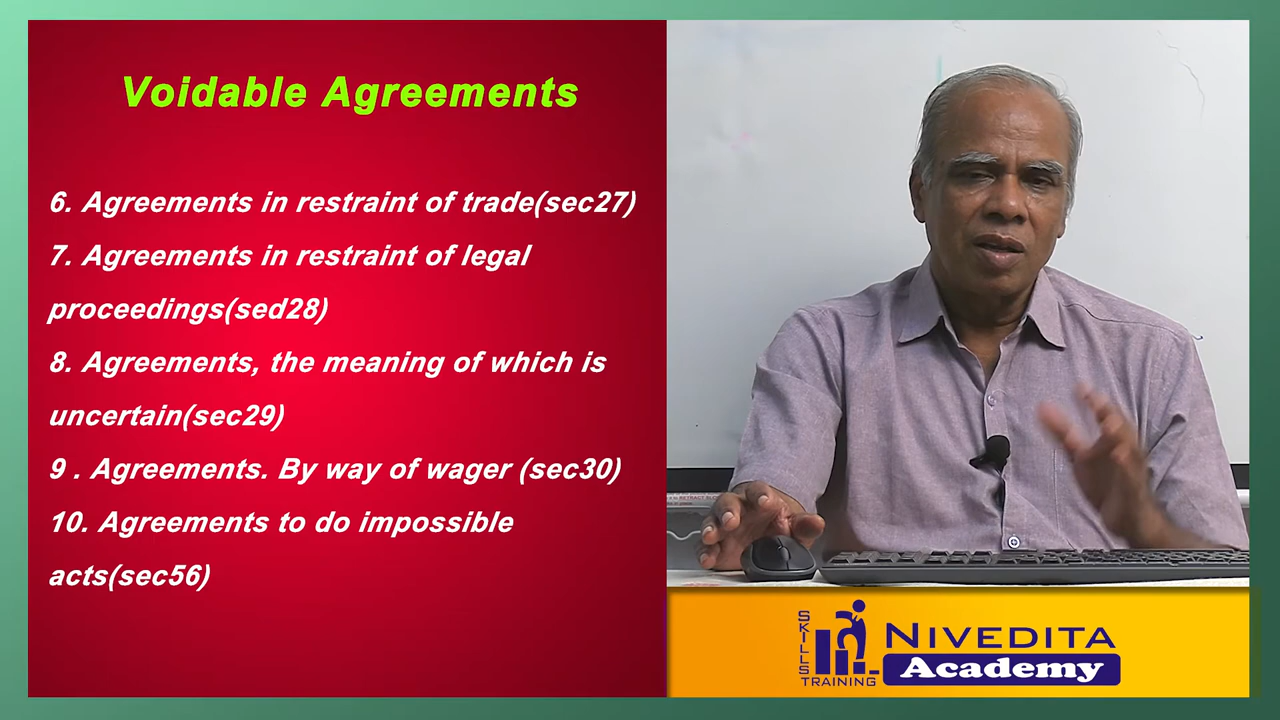 Voidable Agreements
6. Agreements in restraint of trade(sec27)
7. Agreements in restraint of legal
proceedings(sed28)
8. Agreements, the meaning of which is
uncertain(sec29)
9 . Agreements. By way of wager (sec30)
10. Agreements to do impossible
acts(sec56)
SKILLS
TRAINING
NIVEDITA
Academy